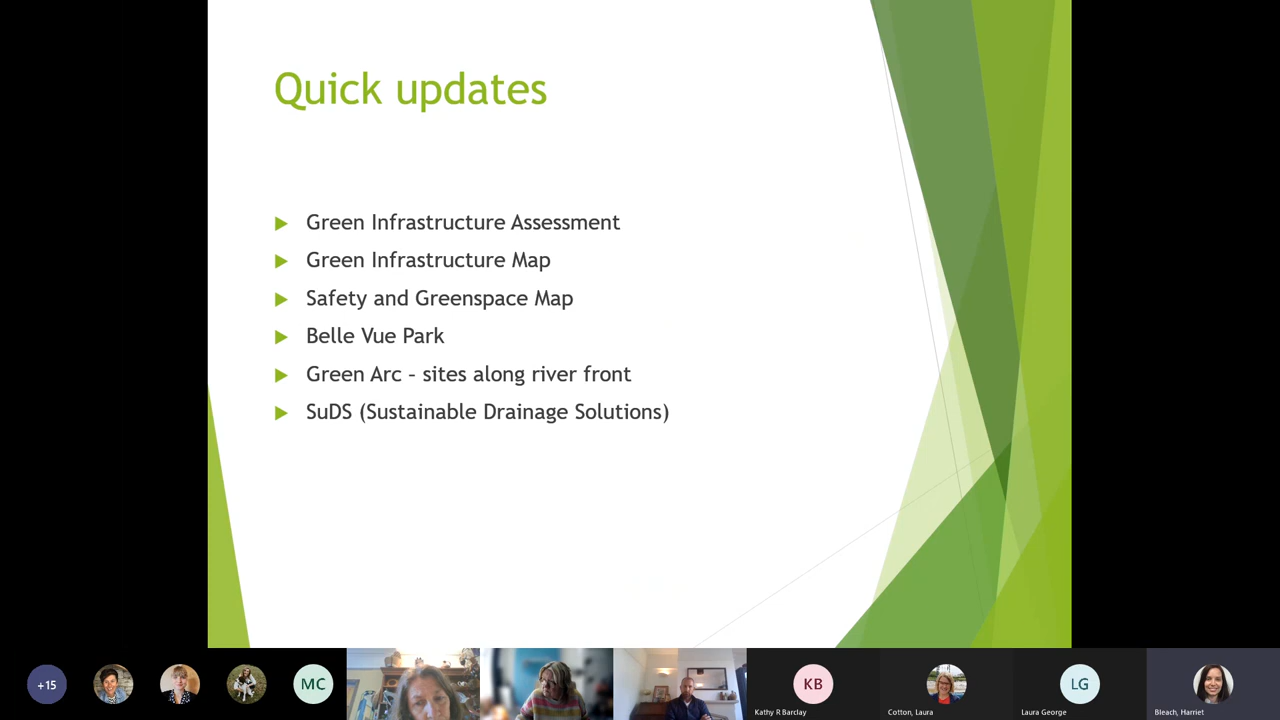 Quick updates
Green Infrastructure Assessment
Green Infrastructure Map
Safety and Greenspace Map
Belle Vue Park
Green Arc – sites along river front
SuDS (Sustainable Drainage Solutions)
+15
MC
KB
LG
Kathy R Barclay
Cotton, Laura
Laura George
Bleach, Harriet